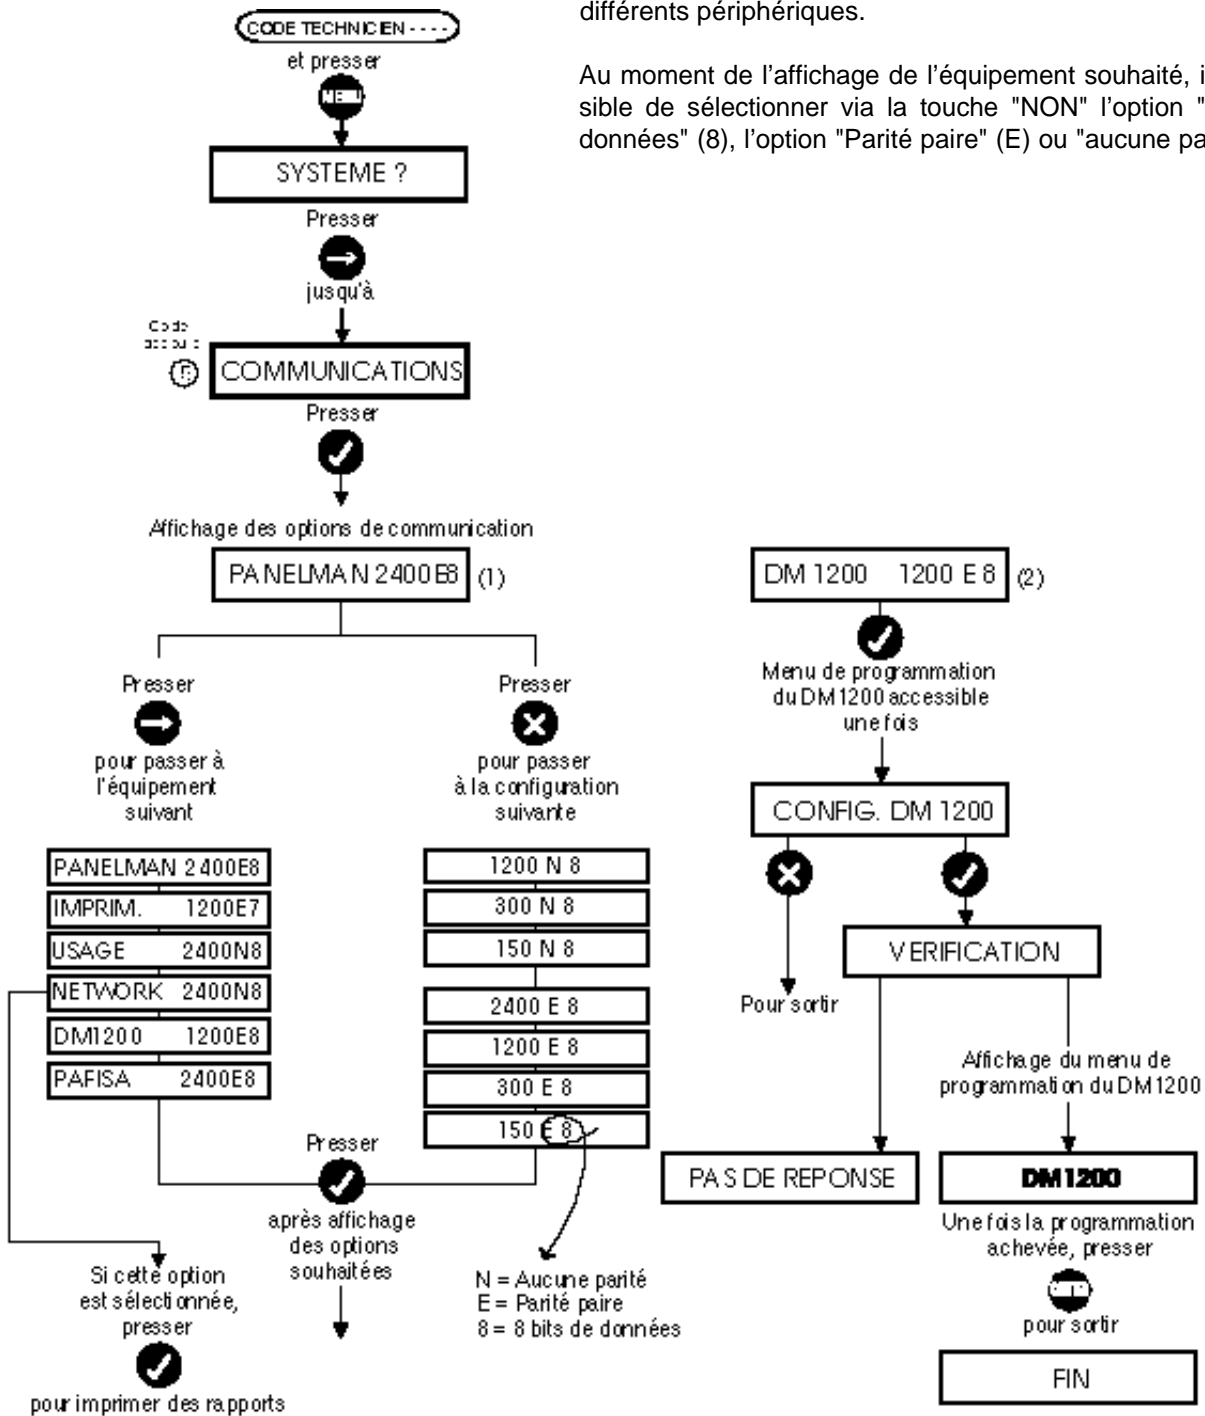 différents périphériques.
Au moment de l'affichage de l'équipement souhaité, i
sible de sélectionner via la touche "NON" l'option "
données" (8), l'option "Parité paire" (E) ou "aucune pa
CODE TECHNICIEN - - - -
et presser
MENU
SYSTEME ?
Presser
jusqu'à
Code
COMMUNICATIONS
Presser
Affichage des options de communication
PANELMAN 2400E8 (1)
Presser
pour passer à
l'équipement
suivant
PANELMAN 2400E8
IMPRIM. 1200E7
USAGE 2400N8
NETWORK 2400N8
DM1200 1200E8
PAFISA 2400E8
Presser
pour passer
à la configuration
suivante
1200 N 8
300 N 8
150 N 8
2400 E 8
1200 E 8
300 E 8
150 E 8
Presser
après affichage
des options
souhaitées
Si cette option
est sélectionnée,
presser
pour imprimer des rapports
N = Aucune parité
E = Parité paire
8 = 8 bits de données
DM 1200 1200 E 8 (2)
Menu de programmation
du DM1200 accessible
une fois
CONFIG. DM 1200
Pour sortir
VERIFICATION
PAS DE REPONSE
Affichage du menu de
programmation du DM1200
DM1200
Une fois la programmation
achevée, presser
pour sortir
FIN